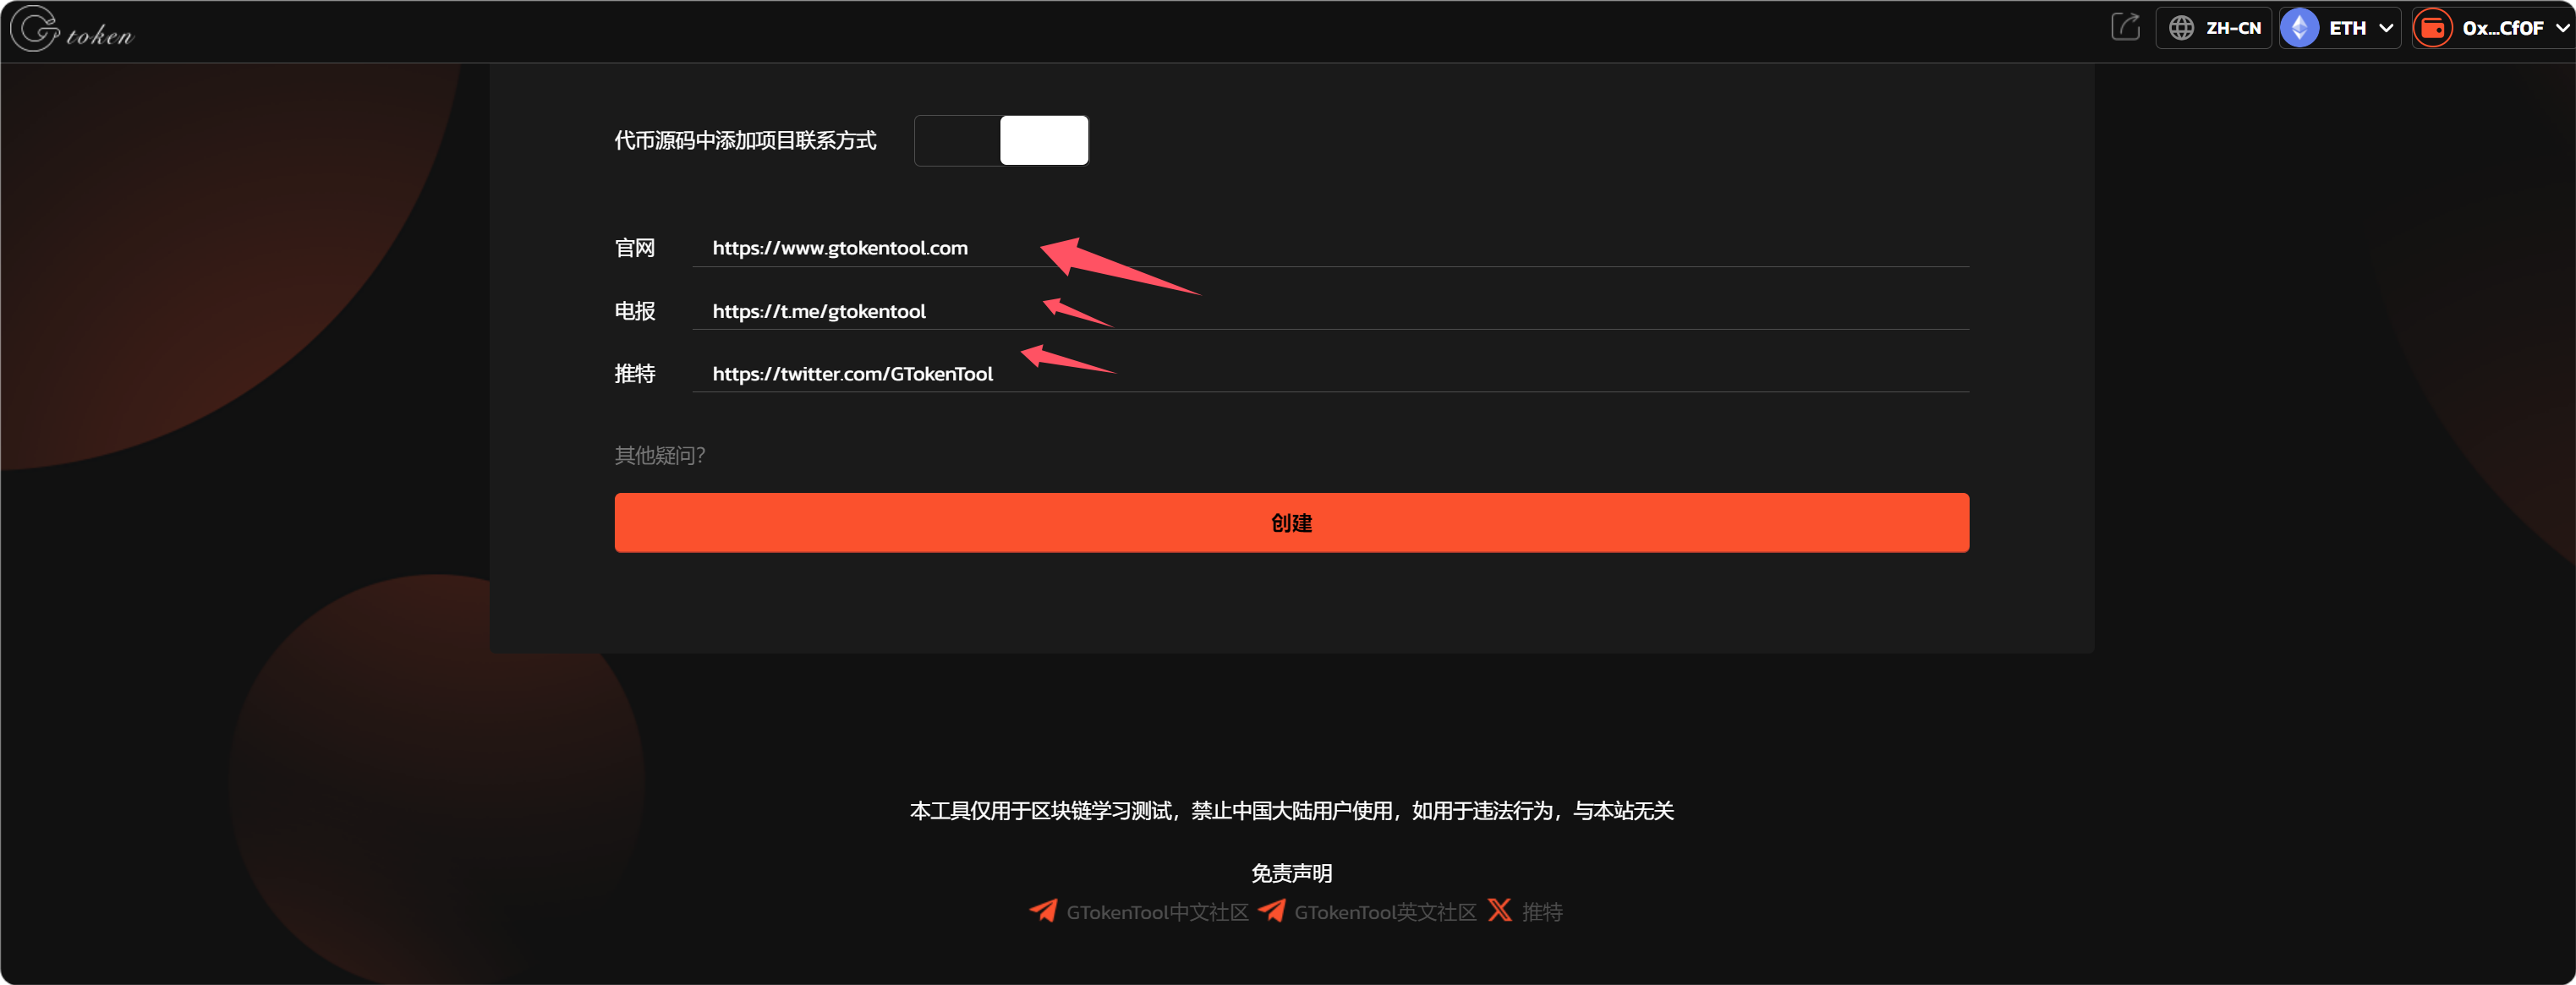 Gtoken
ZH-CN
ETH
0x...Cf0F
代币源码中添加项目联系方式
官网 https://www.gtokentool.com
电报 https://t.me/gtokentool
推特 https://twitter.com/GTokenTool
其他疑问?
创建
本工具仅用于区块链学习测试，禁止中国大陆用户使用，如用于违法行为，与本站无关
免责声明
GTokenTool中文社区 GTokenTool英文社区 推特